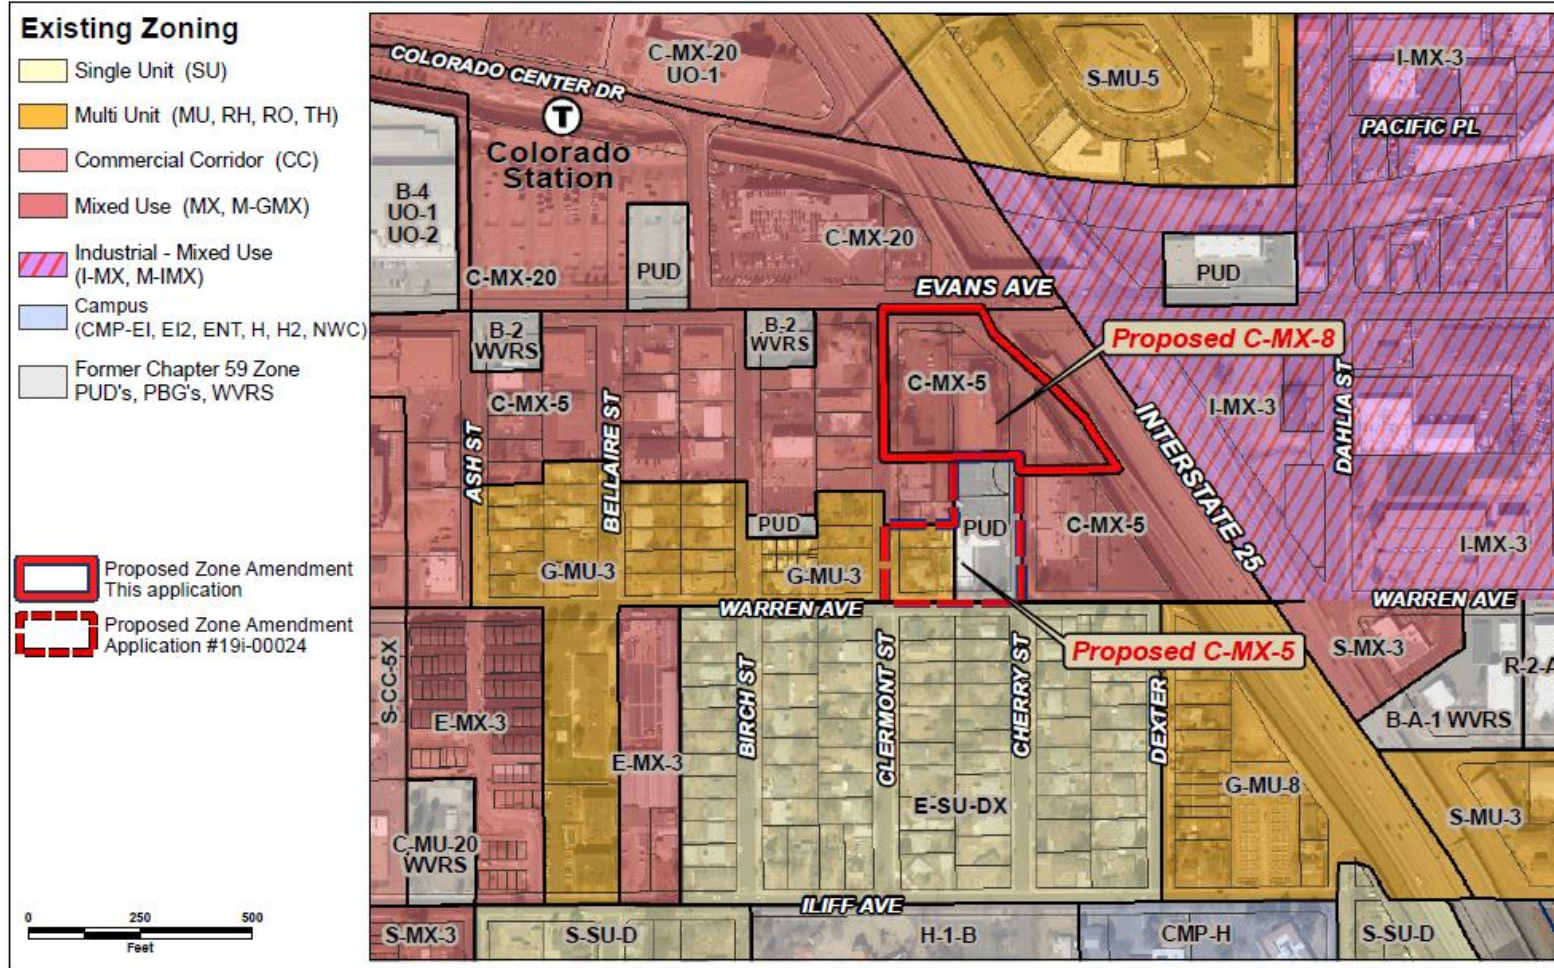 Existing Zoning
Single Unit (SU)
Multi Unit (MU, RH, RO, TH)
Commercial Corridor (CC)
Mixed Use (MX, M-GMX)
Industrial - Mixed Use
(I-MX, M-IMX)
Campus
(CMP-EI, EI2, ENT, H, H2, NWC)
Former Chapter 59 Zone
PUD's, PBG's, WVRS
Proposed Zone Amendment
This application
Proposed Zone Amendment
Application #19i-00024
0 250 500
Feet
C-MX-20
UO-1
COLORADO CENTER DR
T
Colorado
Station
S-MU-5
I-MX-3
PACIFIC PL
B-4
UO-1
UO-2
C-MX-20
PUD
C-MX-20
PUD
EVANS AVE
B-2
WVRS
B-2
WVRS
Proposed C-MX-8
C-MX-5
C-MX-5
I-MX-3
DAHLIA ST
ASH ST
BELLAIRE ST
INTERSTATE 25
PUD
PUD
C-MX-5
I-MX-3
G-MU-3
G-MU-3
WARREN AVE
WARREN AVE
Proposed C-MX-5
S-MX-3
R-2-A
S-CC-5X
E-MX-3
E-MX-3
BIRCH ST
CLERMONT ST
CHERRY ST
DEXTER
B-A-1 WVRS
E-SU-DX
G-MU-8
S-MU-3
C-MU-20
WVRS
ILIFF AVE
S-MX-3
S-SU-D
H-1-B
CMP-H
S-SU-D